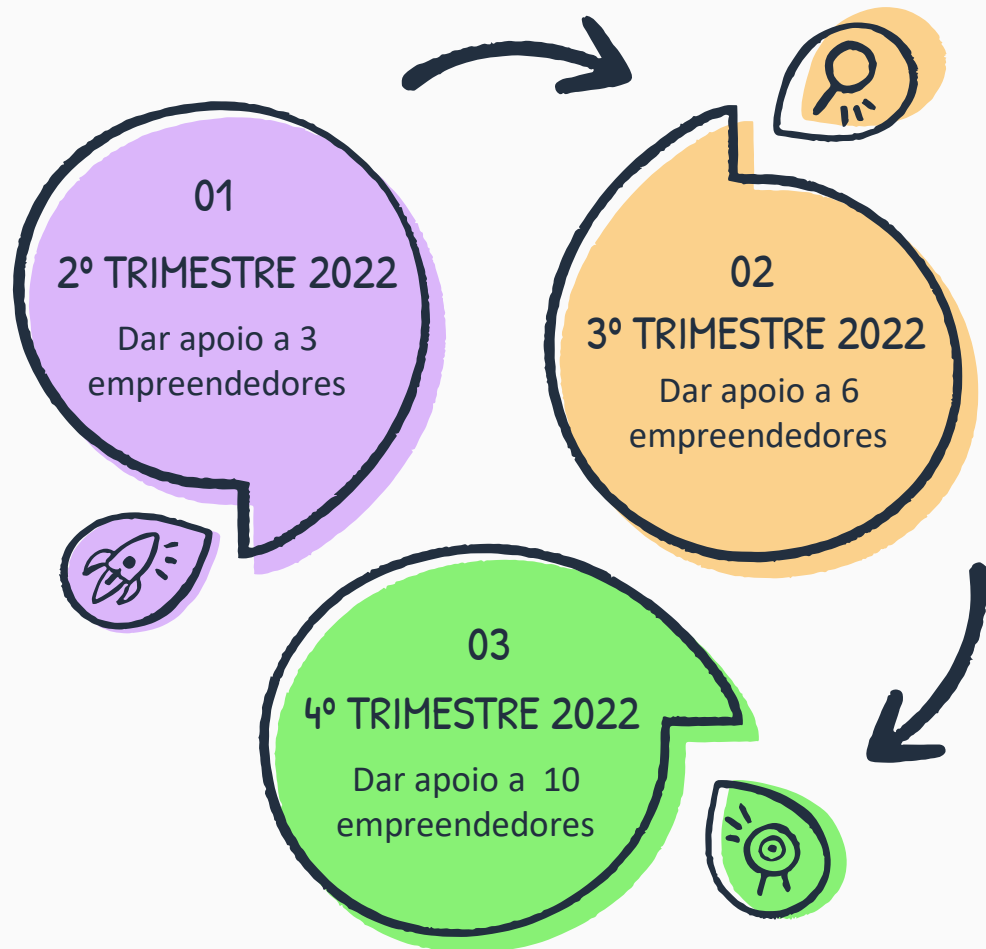 01
2º TRIMESTRE 2022
Dar apoio a 3
empreendedores
02
3º TRIMESTRE 2022
Dar apoio a 6
empreendedores
03
4º TRIMESTRE 2022
Dar apoio a  10
empreendedores